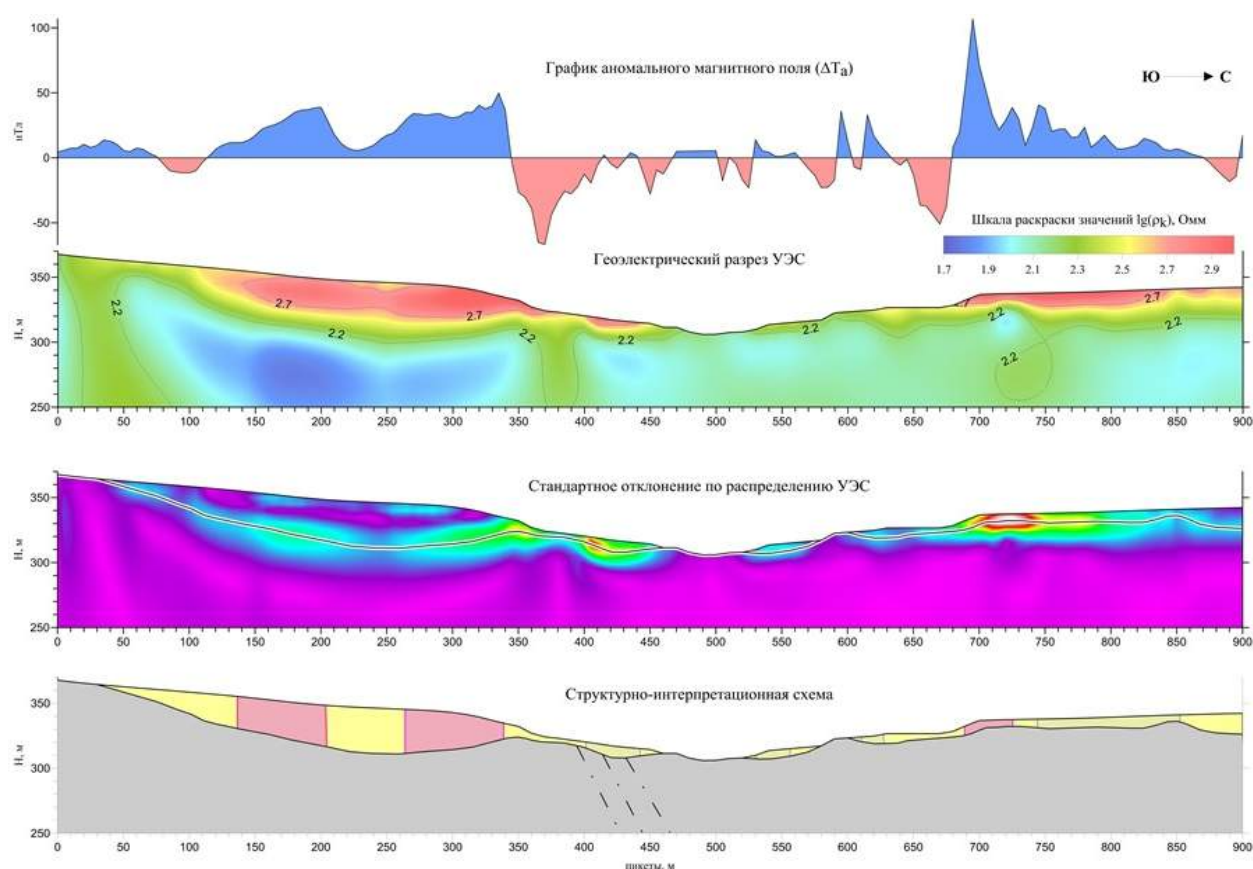 График аномального магнитного поля (ΔTa)
Ю С
100
50
0
-50
нТл
Шкала раскраски значений lg(ρk), Омм
1.7 1.9 2.1 2.3 2.5 2.7 2.9
Геоэлектрический разрез УЭС
350
300
250
Н, м
2.2 2.7 2.2 2.7 2.2 2.2 2.2 2.7 2.2 2.2 2.7 2.2
0 50 100 150 200 250 300 350 400 450 500 550 600 650 700 750 800 850 900
Стандартное отклонение по распределению УЭС
350
300
250
Н, м
0 50 100 150 200 250 300 350 400 450 500 550 600 650 700 750 800 850 900
Структурно-интерпретационная схема
350
300
250
Н, м
0 50 100 150 200 250 300 350 400 450 500 550 600 650 700 750 800 850 900
пикеты, м